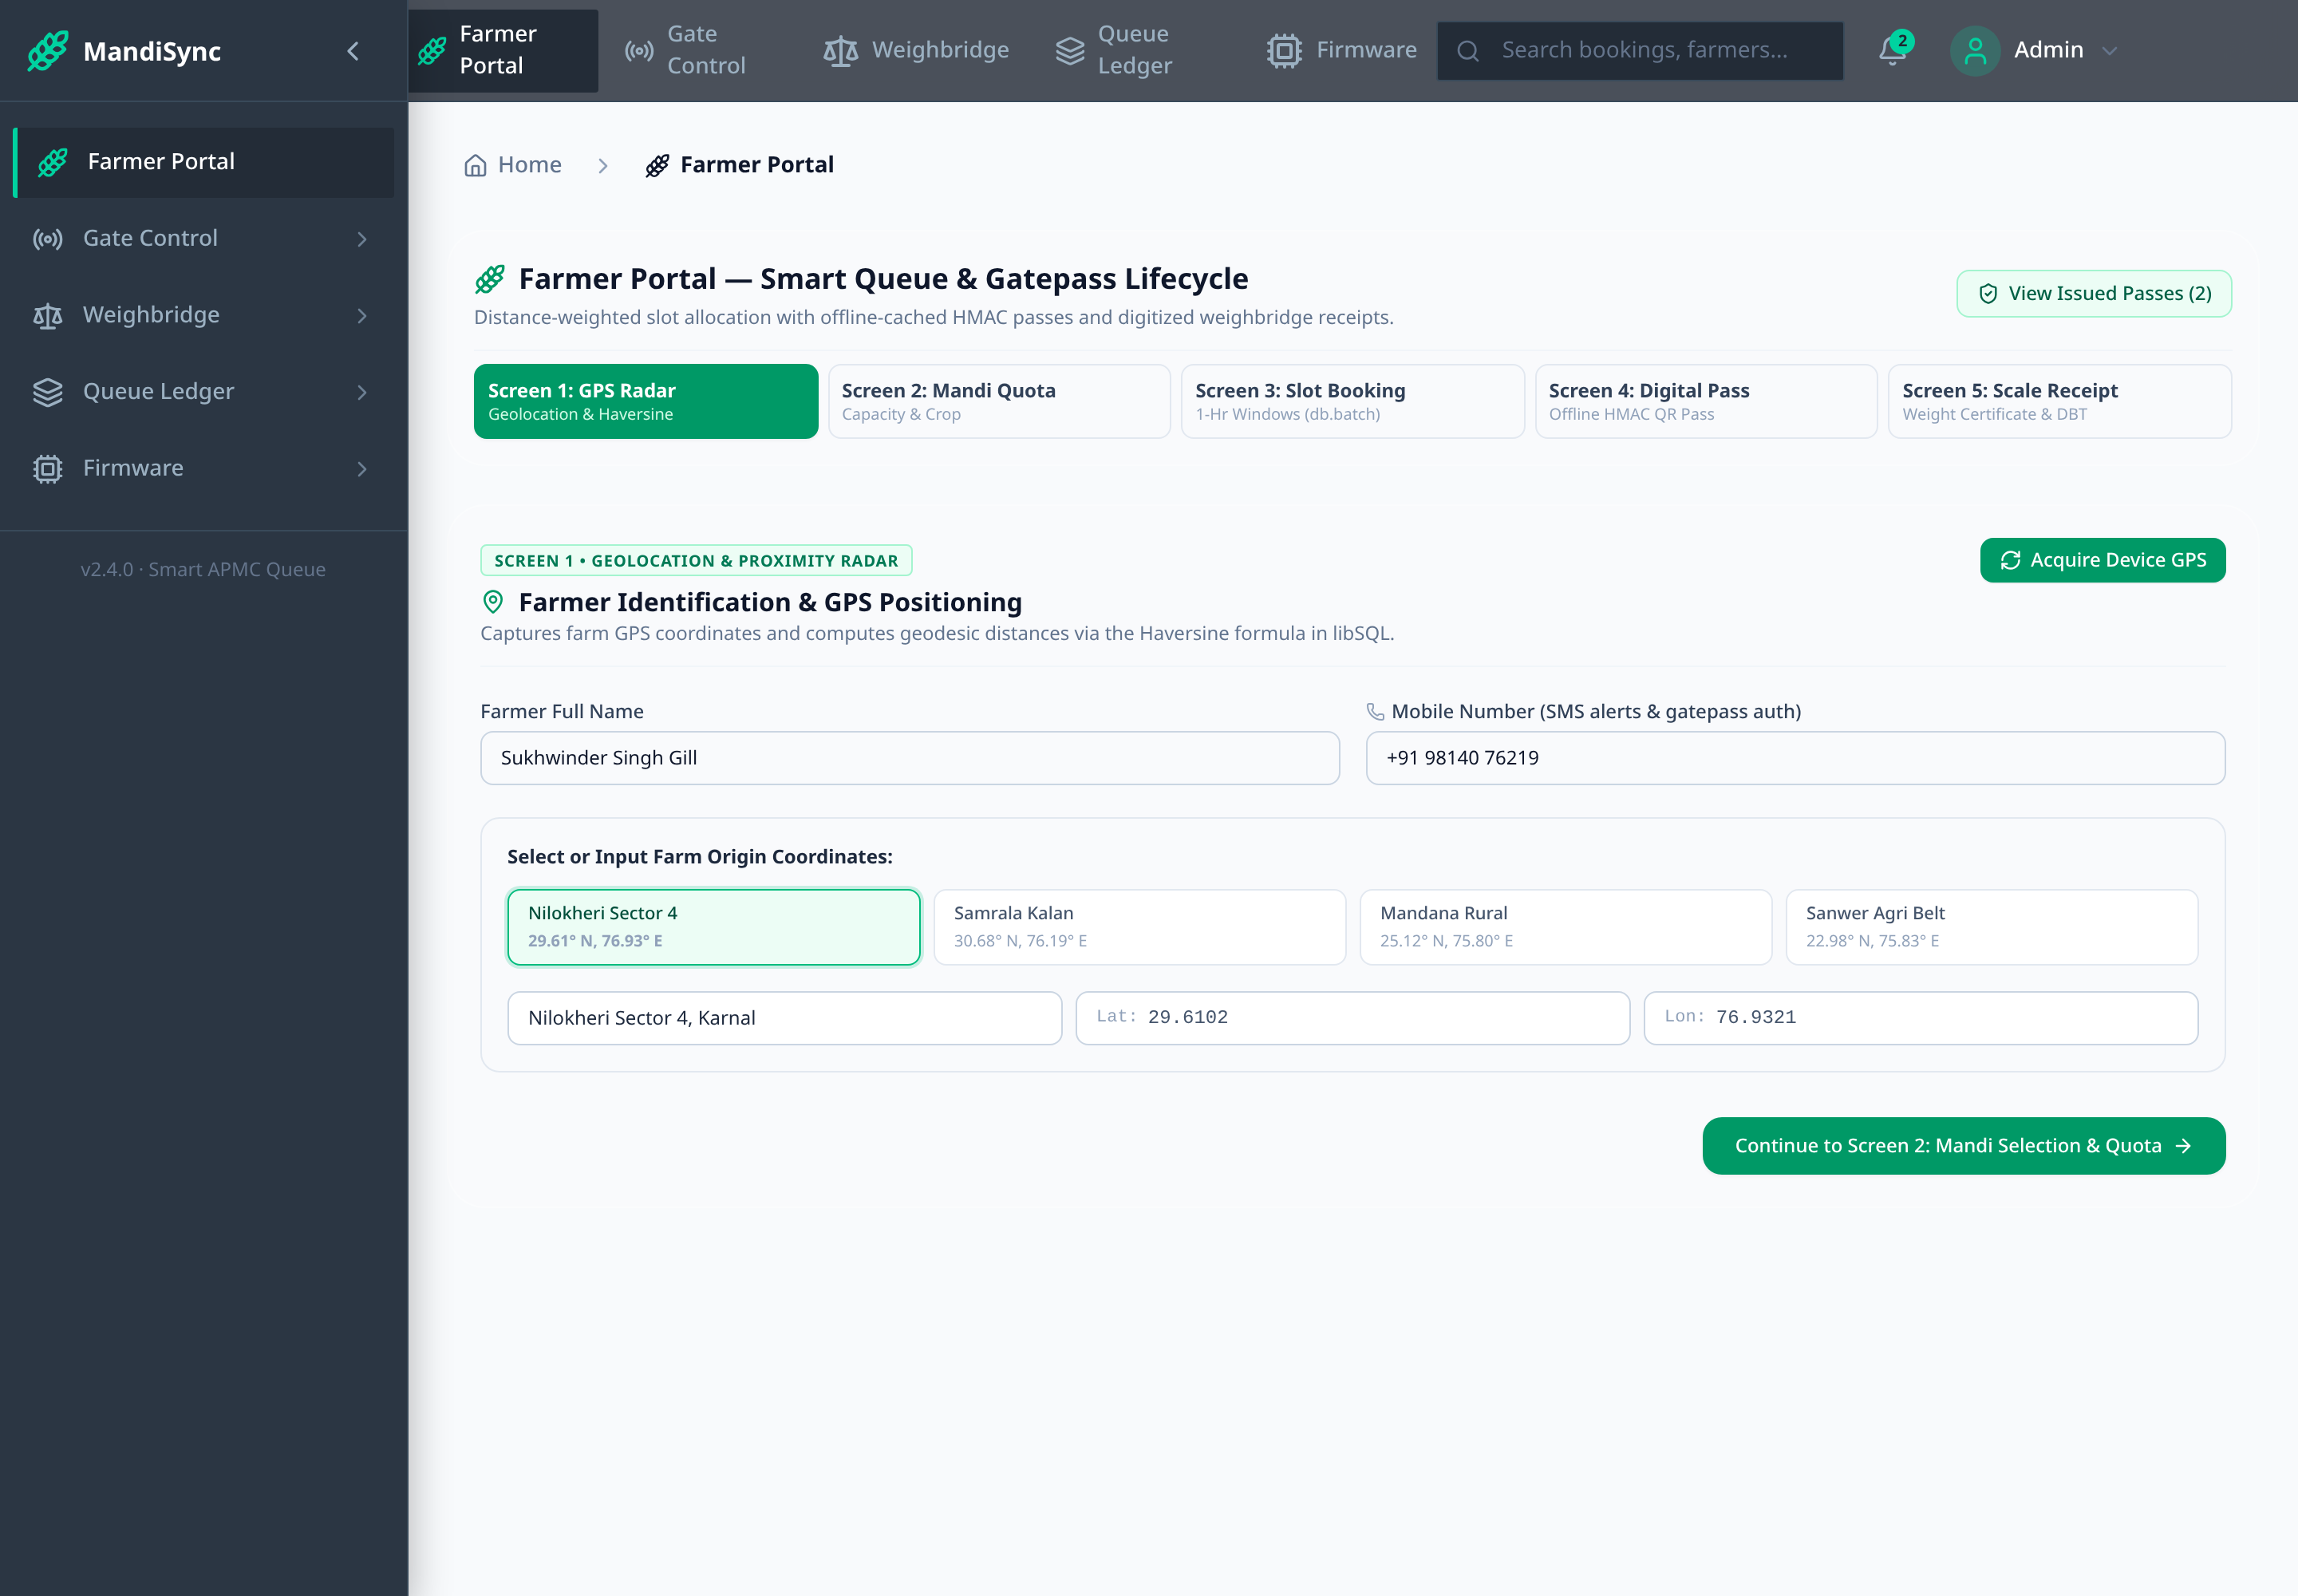 MandiSync
Farmer Portal
Gate Control
Weighbridge
Queue Ledger
Firmware
v2.4.0 · Smart APMC Queue
Farmer
Portal
Gate
Control
Weighbridge
Queue
Ledger
Firmware
Search bookings, farmers...
2
Admin
Home
Farmer Portal
Farmer Portal — Smart Queue & Gatepass Lifecycle
Distance-weighted slot allocation with offline-cached HMAC passes and digitized weighbridge receipts.
View Issued Passes (2)
Screen 1: GPS Radar
Geolocation & Haversine
Screen 2: Mandi Quota
Capacity & Crop
Screen 3: Slot Booking
1-Hr Windows (db.batch)
Screen 4: Digital Pass
Offline HMAC QR Pass
Screen 5: Scale Receipt
Weight Certificate & DBT
SCREEN 1 • GEOLOCATION & PROXIMITY RADAR
Farmer Identification & GPS Positioning
Captures farm GPS coordinates and computes geodesic distances via the Haversine formula in libSQL.
Acquire Device GPS
Farmer Full Name
Sukhwinder Singh Gill
Mobile Number (SMS alerts & gatepass auth)
+91 98140 76219
Select or Input Farm Origin Coordinates:
Nilokheri Sector 4
29.61° N, 76.93° E
Samrala Kalan
30.68° N, 76.19° E
Mandana Rural
25.12° N, 75.80° E
Sanwer Agri Belt
22.98° N, 75.83° E
Nilokheri Sector 4, Karnal
Lat: 29.6102
Lon: 76.9321
Continue to Screen 2: Mandi Selection & Quota